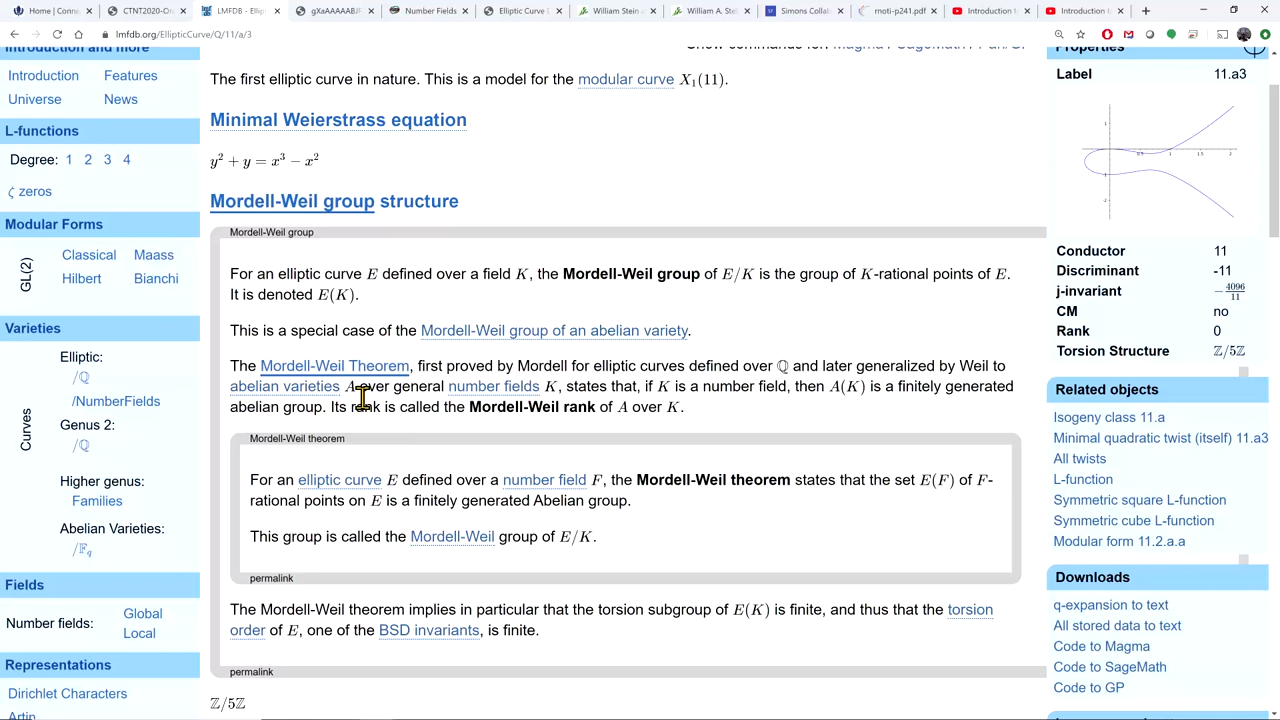 Home | Conn
CTNT2020-Or
LMFDB - Ellipt
gXaAAAAABJF
Number Fields
Elliptic Curve D
William Stein a
William A. Ste
Simons Collab
rnoti-p241.pdf
Introduction t
Introduction t
lmfdb.org/EllipticCurve/Q/11/a/3
Introduction and more
Introduction Features
Universe News
L-functions
Degree: 1 2 3 4
ζ zeros
Modular Forms
GL(2)
Classical Maass
Hilbert Bianchi
Varieties
Curves
Elliptic:
/ℚ
/NumberFields
Genus 2:
/ℚ
Higher genus:
Families
Abelian Varieties:
/𝔽q
Fields
Number fields: Global
Local
Representations
Dirichlet Characters
Artin
Show commands for: Magma / SageMath / Pari/GP
The first elliptic curve in nature. This is a model for the modular curve X₁(11).
Minimal Weierstrass equation
y² + y = x³ − x²
Mordell-Weil group structure
Mordell-Weil group
For an elliptic curve E defined over a field K, the Mordell-Weil group of E/K is the group of K-rational points of E.
It is denoted E(K).
This is a special case of the Mordell-Weil group of an abelian variety.
The Mordell-Weil Theorem, first proved by Mordell for elliptic curves defined over ℚ and later generalized by Weil to
abelian varieties A over general number fields K, states that, if K is a number field, then A(K) is a finitely generated
abelian group. Its rank is called the Mordell-Weil rank of A over K.
Mordell-Weil theorem
For an elliptic curve E defined over a number field F, the Mordell-Weil theorem states that the set E(F) of F-
rational points on E is a finitely generated Abelian group.
This group is called the Mordell-Weil group of E/K.
permalink
The Mordell-Weil theorem implies in particular that the torsion subgroup of E(K) is finite, and thus that the torsion
order of E, one of the BSD invariants, is finite.
permalink
ℤ/5ℤ
Properties
Label 11.a3
Conductor 11
Discriminant -11
j-invariant −4096/11
CM no
Rank 0
Torsion Structure ℤ/5ℤ
Related objects
Isogeny class 11.a
Minimal quadratic twist (itself) 11.a3
All twists
L-function
Symmetric square L-function
Symmetric cube L-function
Modular form 11.2.a.a
Downloads
q-expansion to text
All stored data to text
Code to Magma
Code to SageMath
Code to GP